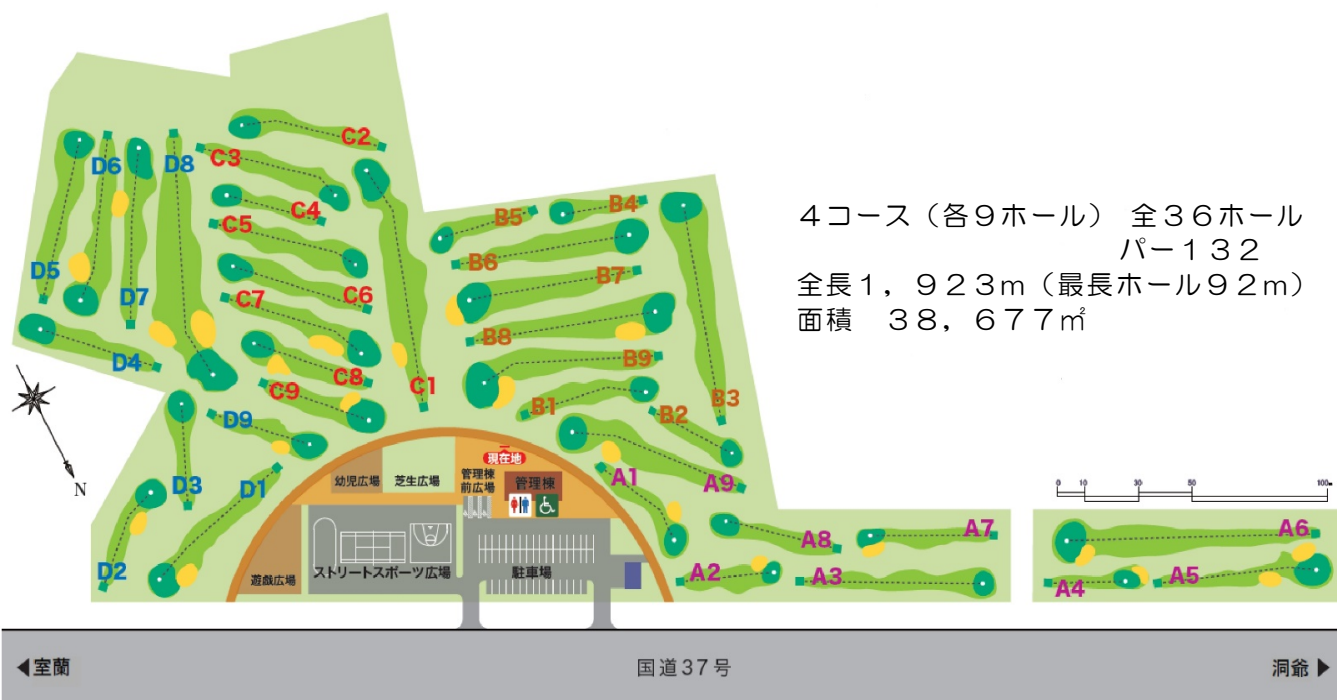 C2
D6
D8
C3
C4
C5
B5
B4
B6
B7
D5
D7
C7
C6
B8
D4
C8
C9
C1
B9
B1
B2
B3
D9
D3
D1
D2
A1
A9
A8
A7
A6
A2
A3
A4
A5
4コース(各9ホール) 全36ホール
パー132
全長1,923m(最長ホール92m)
面積 38,677㎡
N
0 10 30 50 100m
現在地
幼児広場
芝生広場
管理棟
前広場
管理棟
遊戯広場
ストリートスポーツ広場
駐車場
◀室蘭
国道37号
洞爺▶